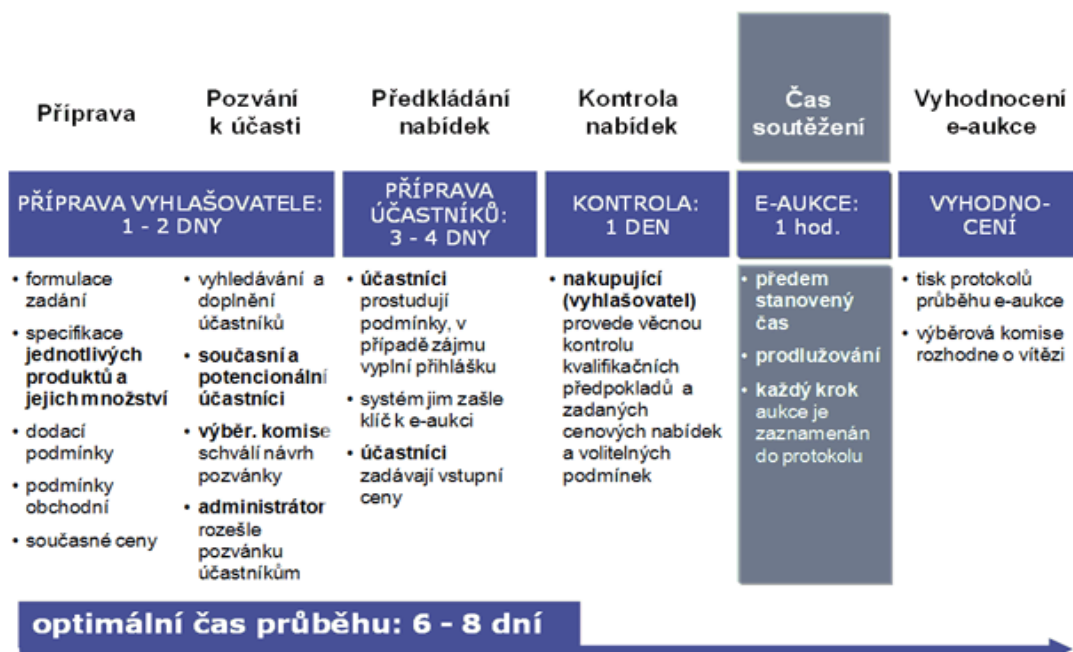 Příprava
Pozvání
k účasti
Předkládání
nabídek
Kontrola
nabídek
Čas
soutěžení
Vyhodnocení
e-aukce
PŘÍPRAVA VYHLAŠOVATELE:
1 - 2 DNY
PŘÍPRAVA
ÚČASTNÍKŮ:
3 - 4 DNY
KONTROLA:
1 DEN
E-AUKCE:
1 hod.
VYHODNO-
CENÍ
• formulace
zadání
• specifikace
jednotlivých
produktů a
jejich množství
• dodací
podmínky
• podmínky
obchodní
• současné ceny
• vyhledávání a
doplnění
účastníků
• současní a
potencionální
účastníci
• výběr. komise
schválí návrh
pozvánky
• administrátor
rozešle
pozvánku
účastníkům
• účastníci
prostudují
podmínky, v
případě zájmu
vyplní přihlášku
• systém jim zašle
klíč k e-aukci
• účastníci
zadávají vstupní
ceny
• nakupující
(vyhlašovatel)
provede věcnou
kontrolu
kvalifikačních
předpokladů a
zadaných
cenových nabídek
a volitelných
podmínek
• předem
stanovený
čas
• prodlužování
• každý krok
aukce je
zaznamenán
do protokolu
• tisk protokolů
průběhu e-aukce
• výběrová komise
rozhodne o vítězi
optimální čas průběhu: 6 - 8 dní